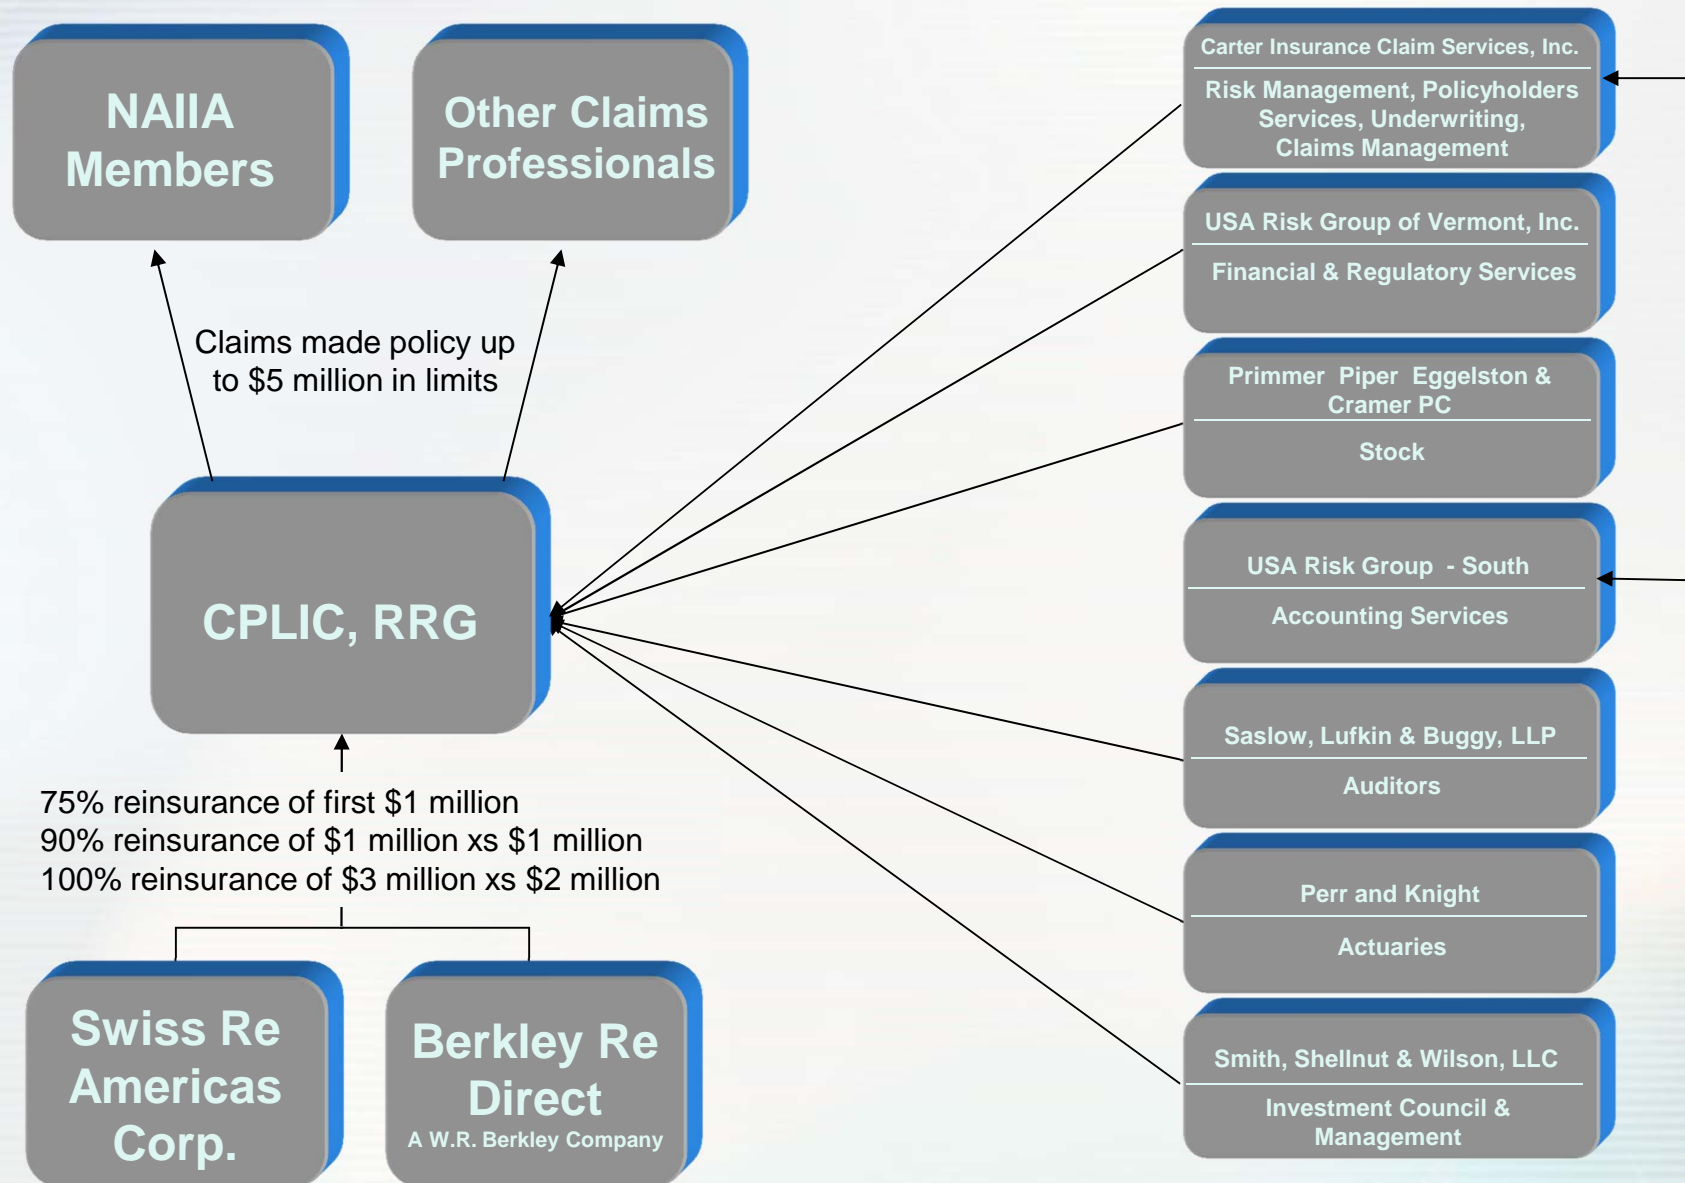 NAIIA
Members
Other Claims
Professionals
Claims made policy up
to $5 million in limits
CPLIC, RRG
75% reinsurance of first $1 million
90% reinsurance of $1 million xs $1 million
100% reinsurance of $3 million xs $2 million
Swiss Re
Americas
Corp.
Berkley Re
Direct
A W.R. Berkley Company
Carter Insurance Claim Services, Inc.
Risk Management, Policyholders
Services, Underwriting,
Claims Management
USA Risk Group of Vermont, Inc.
Financial & Regulatory Services
Primmer Piper Eggelston &
Cramer PC
Stock
USA Risk Group - South
Accounting Services
Saslow, Lufkin & Buggy, LLP
Auditors
Perr and Knight
Actuaries
Smith, Shellnut & Wilson, LLC
Investment Council &
Management